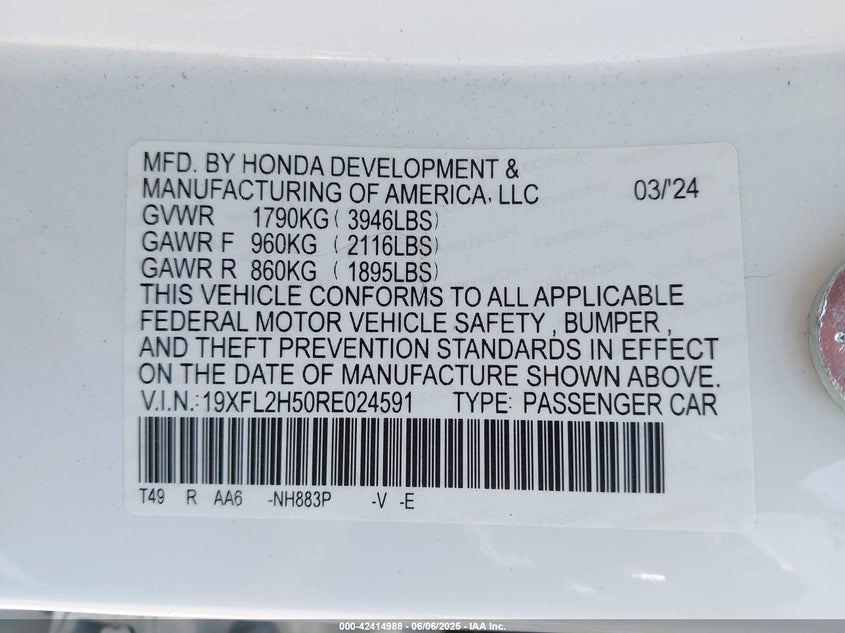 MFD. BY HONDA DEVELOPMENT &
MANUFACTURING OF AMERICA, LLC 03/'24
GVWR 1790KG ( 3946LBS)
GAWR F 960KG ( 2116LBS)
GAWR R 860KG ( 1895LBS)
THIS VEHICLE CONFORMS TO ALL APPLICABLE
FEDERAL MOTOR VEHICLE SAFETY , BUMPER ,
AND THEFT PREVENTION STANDARDS IN EFFECT
ON THE DATE OF MANUFACTURE SHOWN ABOVE.
V.I.N.:19XFL2H50RE024591 TYPE: PASSENGER CAR
T49 R AA6 -NH883P -V -E
000-42414988 - 06/06/2025 - IAA Inc.